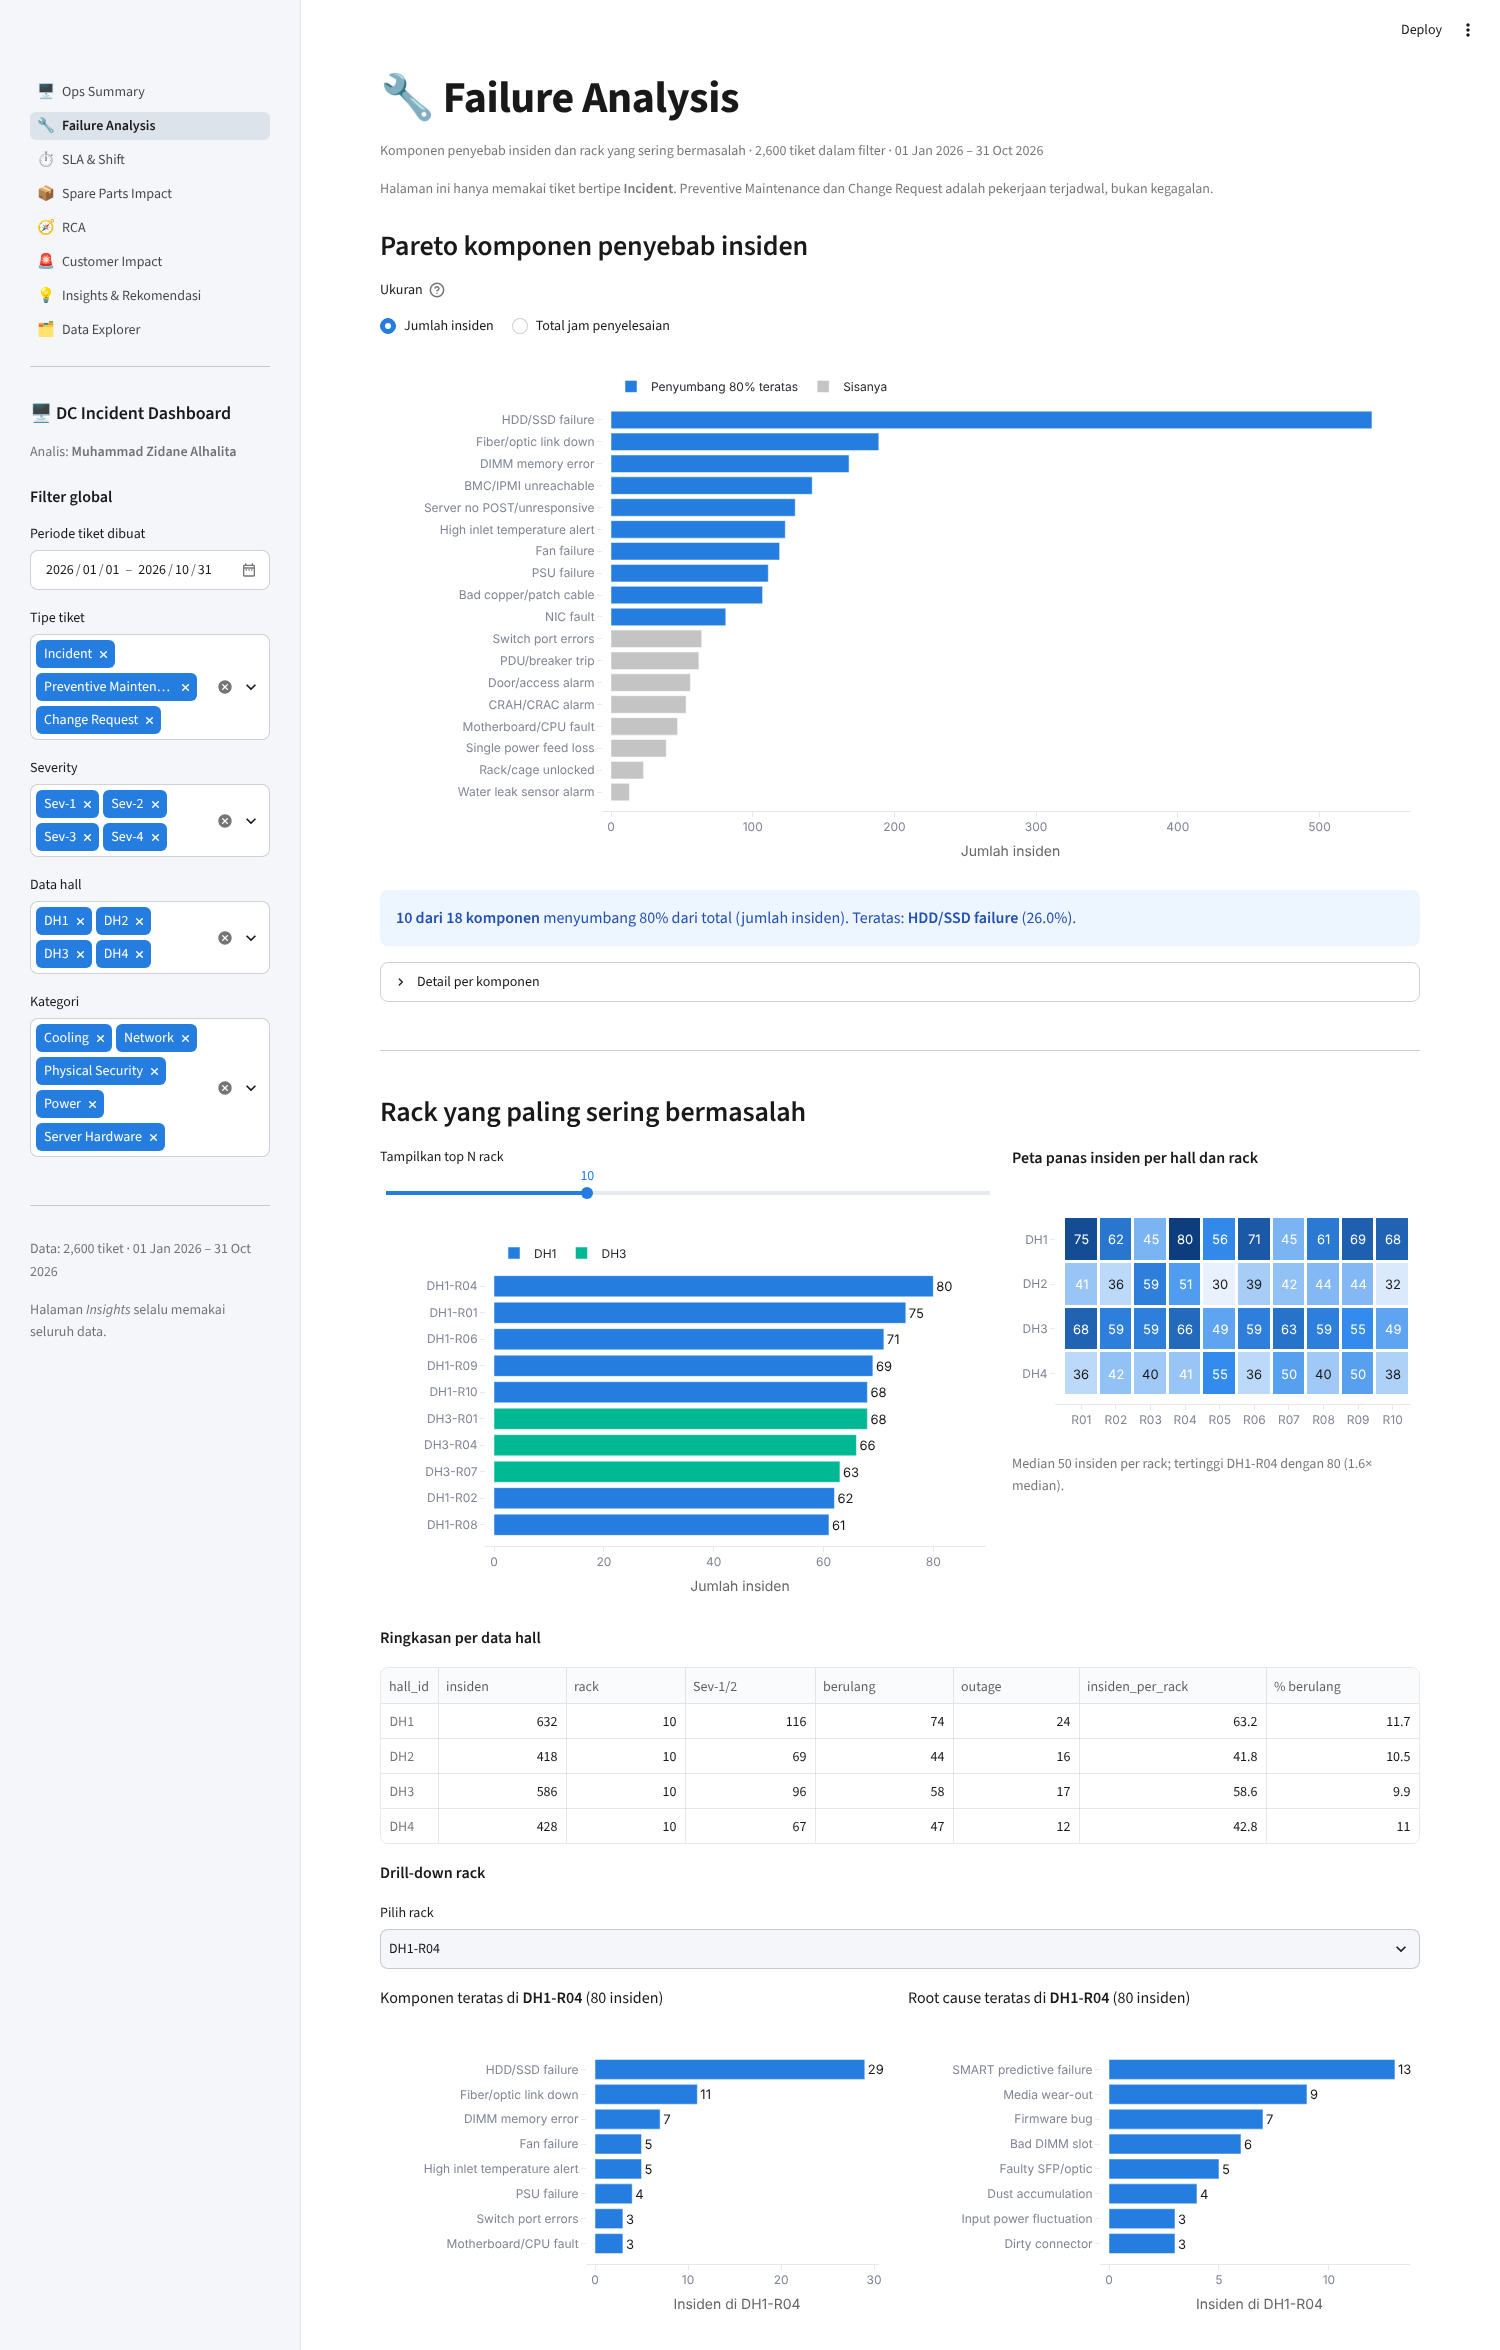 Deploy
Ops Summary
Failure Analysis
SLA & Shift
Spare Parts Impact
RCA
Customer Impact
Insights & Rekomendasi
Data Explorer
DC Incident Dashboard
Analis: Muhammad Zidane Alhalita
Filter global
Periode tiket dibuat
2026 / 01 / 01 – 2026 / 10 / 31
Tipe tiket
Incident
Preventive Mainten...
Change Request
Severity
Sev-1 Sev-2
Sev-3 Sev-4
Data hall
DH1 DH2
DH3 DH4
Kategori
Cooling Network
Physical Security
Power
Server Hardware
Data: 2,600 tiket · 01 Jan 2026 – 31 Oct
2026
Halaman Insights selalu memakai
seluruh data.
Failure Analysis
Komponen penyebab insiden dan rack yang sering bermasalah · 2,600 tiket dalam filter · 01 Jan 2026 – 31 Oct 2026
Halaman ini hanya memakai tiket bertipe Incident. Preventive Maintenance dan Change Request adalah pekerjaan terjadwal, bukan kegagalan.
Pareto komponen penyebab insiden
Ukuran
Jumlah insiden Total jam penyelesaian
Penyumbang 80% teratas Sisanya
HDD/SSD failure
Fiber/optic link down
DIMM memory error
BMC/IPMI unreachable
Server no POST/unresponsive
High inlet temperature alert
Fan failure
PSU failure
Bad copper/patch cable
NIC fault
Switch port errors
PDU/breaker trip
Door/access alarm
CRAH/CRAC alarm
Motherboard/CPU fault
Single power feed loss
Rack/cage unlocked
Water leak sensor alarm
0 100 200 300 400 500
Jumlah insiden
10 dari 18 komponen menyumbang 80% dari total (jumlah insiden). Teratas: HDD/SSD failure (26.0%).
Detail per komponen
Rack yang paling sering bermasalah
Tampilkan top N rack
10
DH1 DH3
DH1-R04 80
DH1-R01 75
DH1-R06 71
DH1-R09 69
DH1-R10 68
DH3-R01 68
DH3-R04 66
DH3-R07 63
DH1-R02 62
DH1-R08 61
0 20 40 60 80
Jumlah insiden
Peta panas insiden per hall dan rack
DH1 75 62 45 80 56 71 45 61 69 68
DH2 41 36 59 51 30 39 42 44 44 32
DH3 68 59 59 66 49 59 63 59 55 49
DH4 36 42 40 41 55 36 50 40 50 38
R01 R02 R03 R04 R05 R06 R07 R08 R09 R10
Median 50 insiden per rack; tertinggi DH1-R04 dengan 80 (1.6×
median).
Ringkasan per data hall
hall_id insiden rack Sev-1/2 berulang outage insiden_per_rack % berulang
DH1 632 10 116 74 24 63.2 11.7
DH2 418 10 69 44 16 41.8 10.5
DH3 586 10 96 58 17 58.6 9.9
DH4 428 10 67 47 12 42.8 11
Drill-down rack
Pilih rack
DH1-R04
Komponen teratas di DH1-R04 (80 insiden)
HDD/SSD failure 29
Fiber/optic link down 11
DIMM memory error 7
Fan failure 5
High inlet temperature alert 5
PSU failure 4
Switch port errors 3
Motherboard/CPU fault 3
0 10 20 30
Insiden di DH1-R04
Root cause teratas di DH1-R04 (80 insiden)
SMART predictive failure 13
Media wear-out 9
Firmware bug 7
Bad DIMM slot 6
Faulty SFP/optic 5
Dust accumulation 4
Input power fluctuation 3
Dirty connector 3
0 5 10
Insiden di DH1-R04